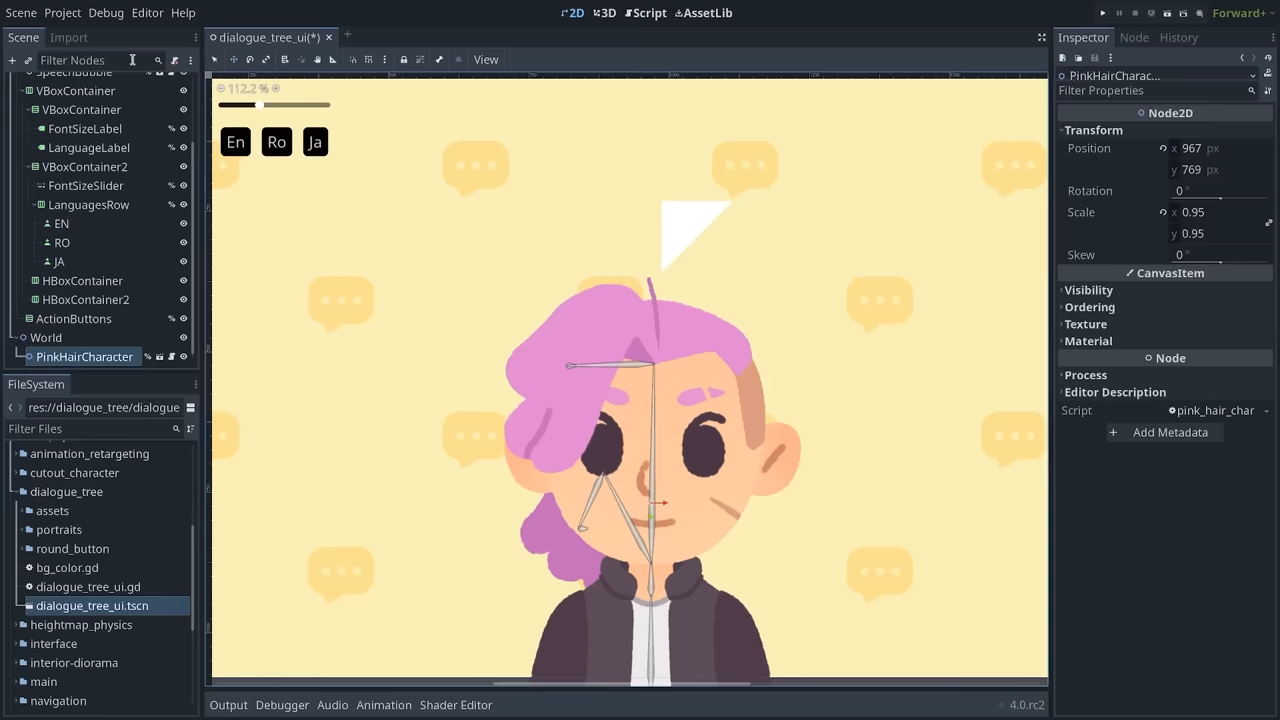 Scene Project Debug Editor Help
2D 3D Script AssetLib
Forward+
Scene Import
dialogue_tree_ui(*)
Inspector Node History
Filter Nodes
View
SpeechBubble
VBoxContainer
VBoxContainer
FontSizeLabel
LanguageLabel
VBoxContainer2
FontSizeSlider
LanguagesRow
EN
RO
JA
HBoxContainer
HBoxContainer2
ActionButtons
World
PinkHairCharacter
FileSystem
res://dialogue_tree/dialogue
Filter Files
animation_retargeting
cutout_character
dialogue_tree
assets
portraits
round_button
bg_color.gd
dialogue_tree_ui.gd
dialogue_tree_ui.tscn
heightmap_physics
interface
interior-diorama
main
navigation
112.2 %
En Ro Ja
Output Debugger Audio Animation Shader Editor
4.0.rc2
PinkHairCharac...
Filter Properties
Node2D
Transform
Position x 967 px
y 769 px
Rotation 0 °
Scale x 0.95
y 0.95
Skew 0 °
CanvasItem
Visibility
Ordering
Texture
Material
Node
Process
Editor Description
Script pink_hair_char
Add Metadata